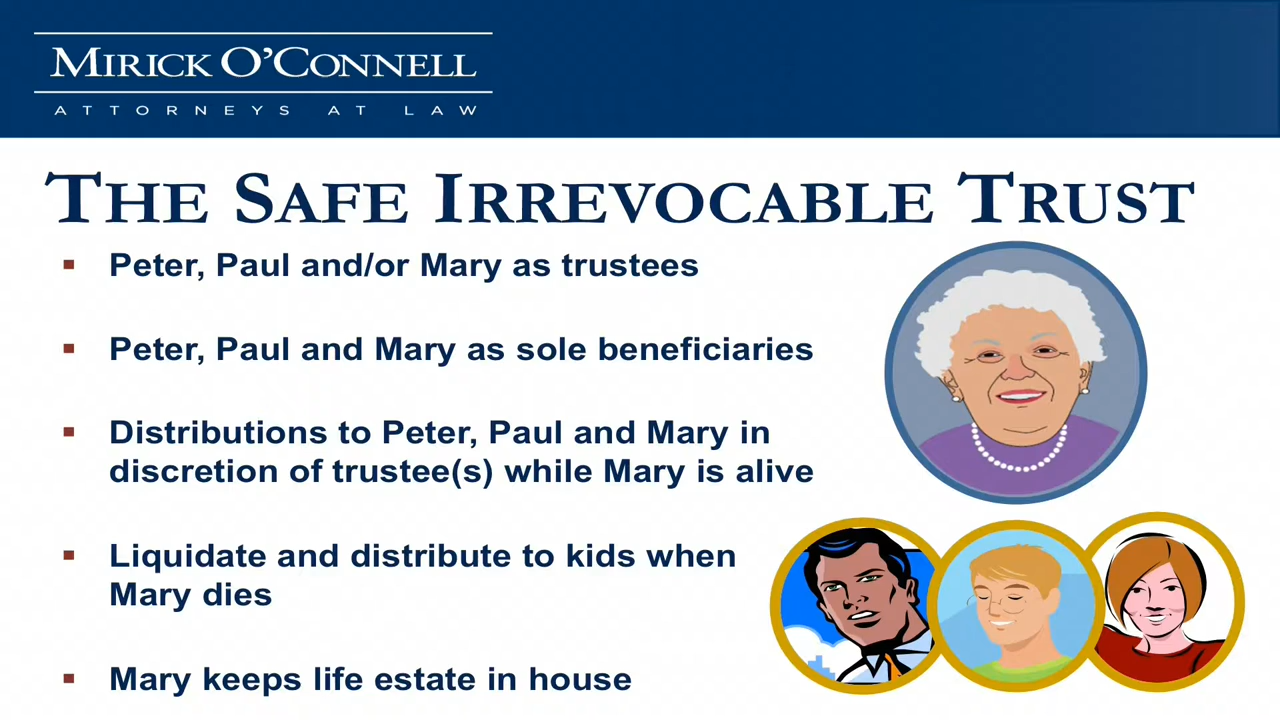 MIRICK O'CONNELL
ATTORNEYS AT LAW
THE SAFE IRREVOCABLE TRUST
Peter, Paul and/or Mary as trustees
Peter, Paul and Mary as sole beneficiaries
Distributions to Peter, Paul and Mary in
discretion of trustee(s) while Mary is alive
Liquidate and distribute to kids when
Mary dies
Mary keeps life estate in house